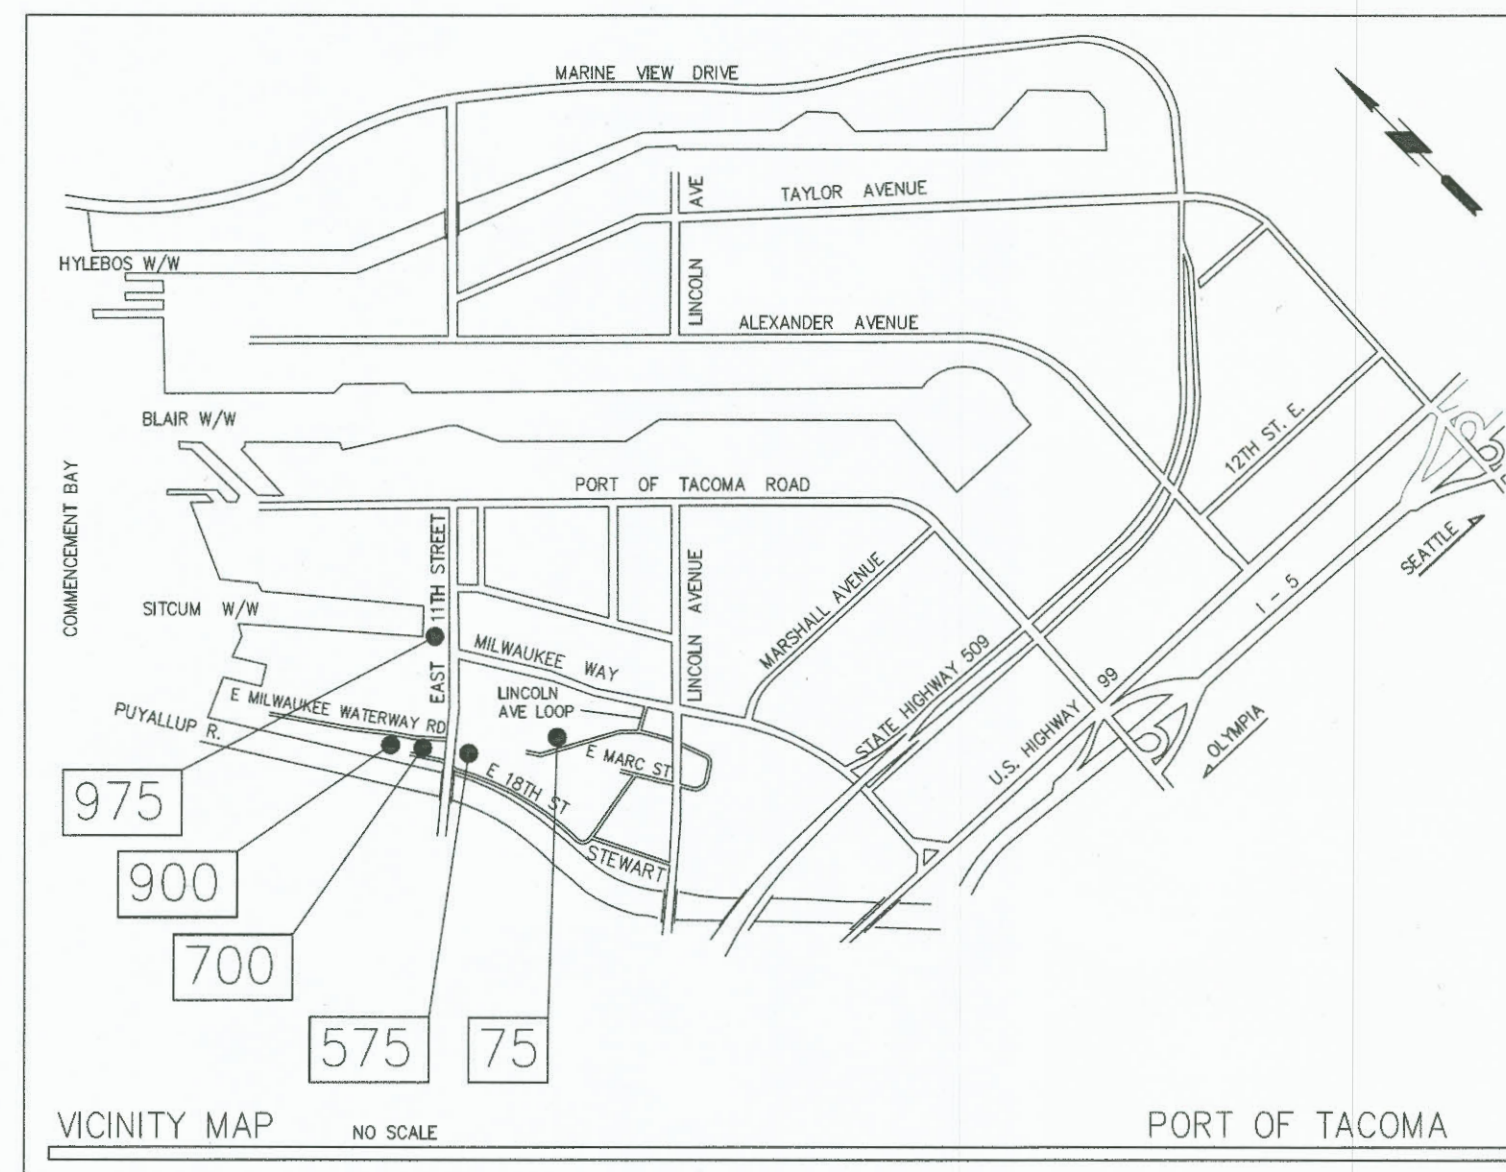 MARINE VIEW DRIVE
TAYLOR AVENUE
LINCOLN AVE
HYLEBOS W/W
ALEXANDER AVENUE
BLAIR W/W
12TH ST. E.
COMMENCEMENT BAY
PORT OF TACOMA ROAD
SEATTLE
EAST 11TH STREET
LINCOLN AVENUE
MARSHALL AVENUE
I-5
SITCUM W/W
MILWAUKEE WAY
STATE HIGHWAY 509
LINCOLN
AVE LOOP
E MILWAUKEE WATERWAY RD
U.S. HIGHWAY 99
OLYMPIA
PUYALLUP R.
E MARC ST
E 18TH ST
STEWART
975
900
700
575
75
VICINITY MAP NO SCALE PORT OF TACOMA